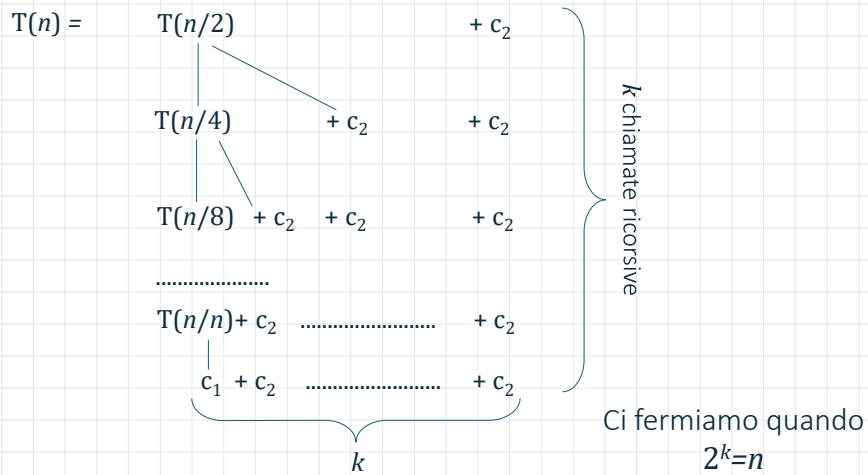 T(n) = T(n/2) + c₂
T(n/4) + c₂ + c₂
T(n/8) + c₂ + c₂ + c₂
.....................
T(n/n)+ c₂ ......................... + c₂
c₁ + c₂ ......................... + c₂
k
k chiamate ricorsive
Ci fermiamo quando
2ᵏ=n